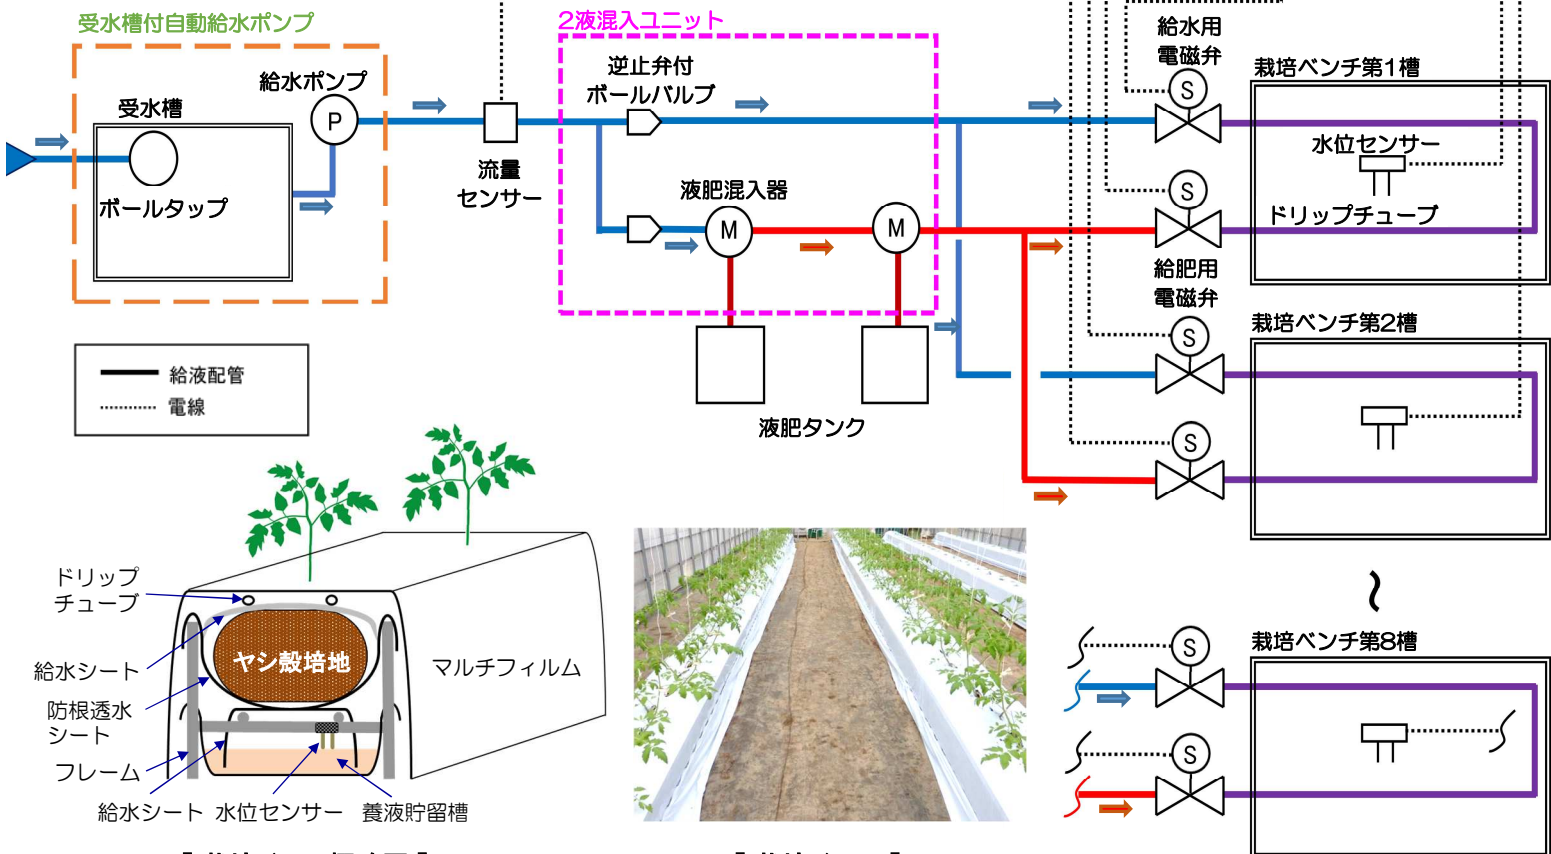 受水槽付自動給水ポンプ
2液混入ユニット
給水用
電磁弁
栽培ベンチ第1槽
給水ポンプ
逆止弁付
ボールバルブ
受水槽
S
P
水位センサー
流量
センサー
液肥混入器
S
ボールタップ
ドリップチューブ
M
M
給肥用
電磁弁
栽培ベンチ第2槽
S
給液配管
電線
液肥タンク
S
ドリップ
チューブ
ヤシ殻培地
マルチフィルム
給水シート
防根透水
シート
フレーム
給水シート
水位センサー
養液貯留槽
栽培ベンチ第8槽
S
S